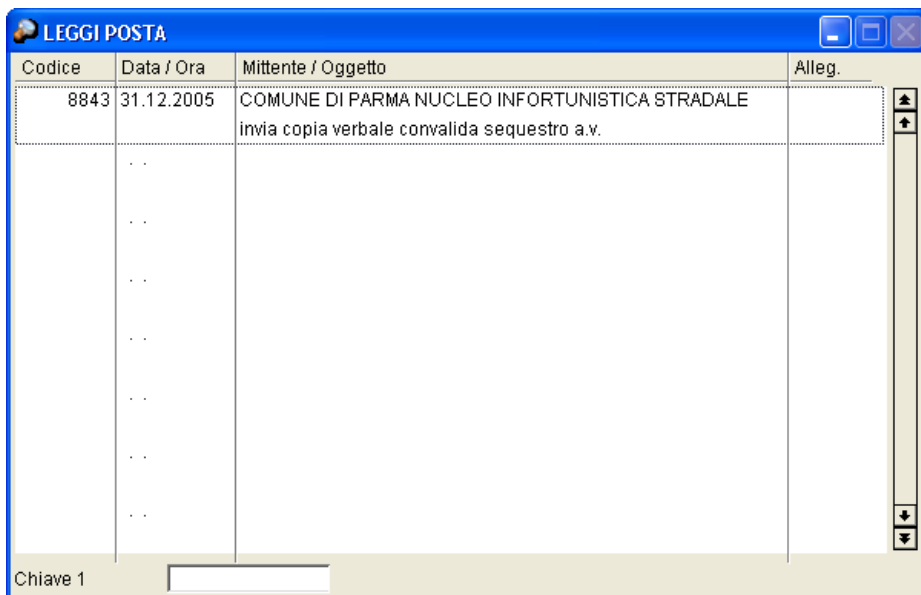 LEGGI POSTA
Codice Data / Ora Mittente / Oggetto Alleg.
8843 31.12.2005 COMUNE DI PARMA NUCLEO INFORTUNISTICA STRADALE
invia copia verbale convalida sequestro a.v.
. .
. .
. .
. .
. .
. .
. .
Chiave 1